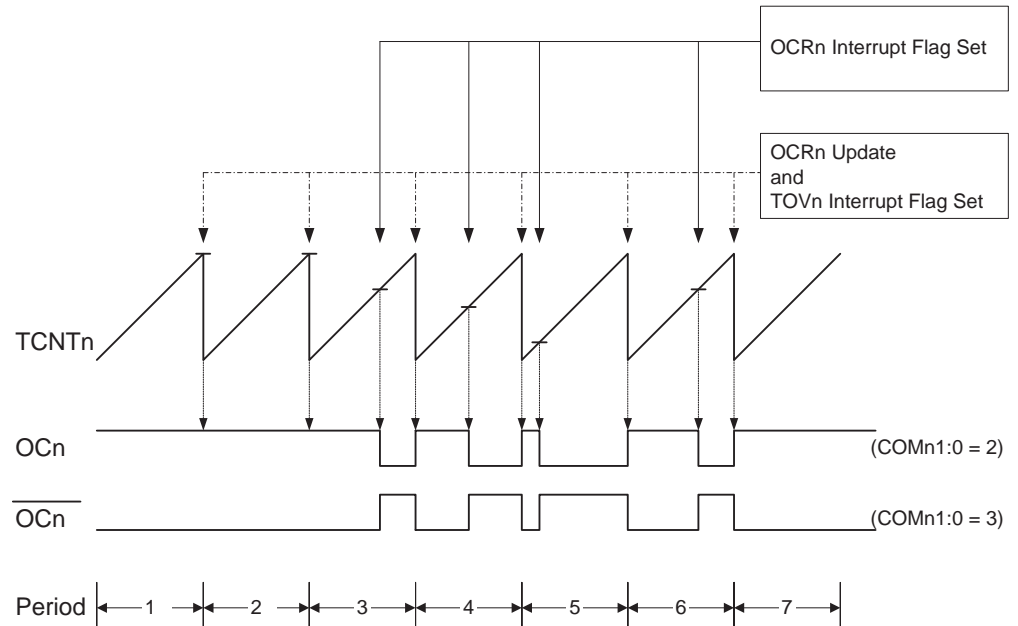 OCRn Interrupt Flag Set
OCRn Update
and
TOVn Interrupt Flag Set
TCNTn
OCn
(COMn1:0 = 2)
OCn
(COMn1:0 = 3)
Period
1
2
3
4
5
6
7